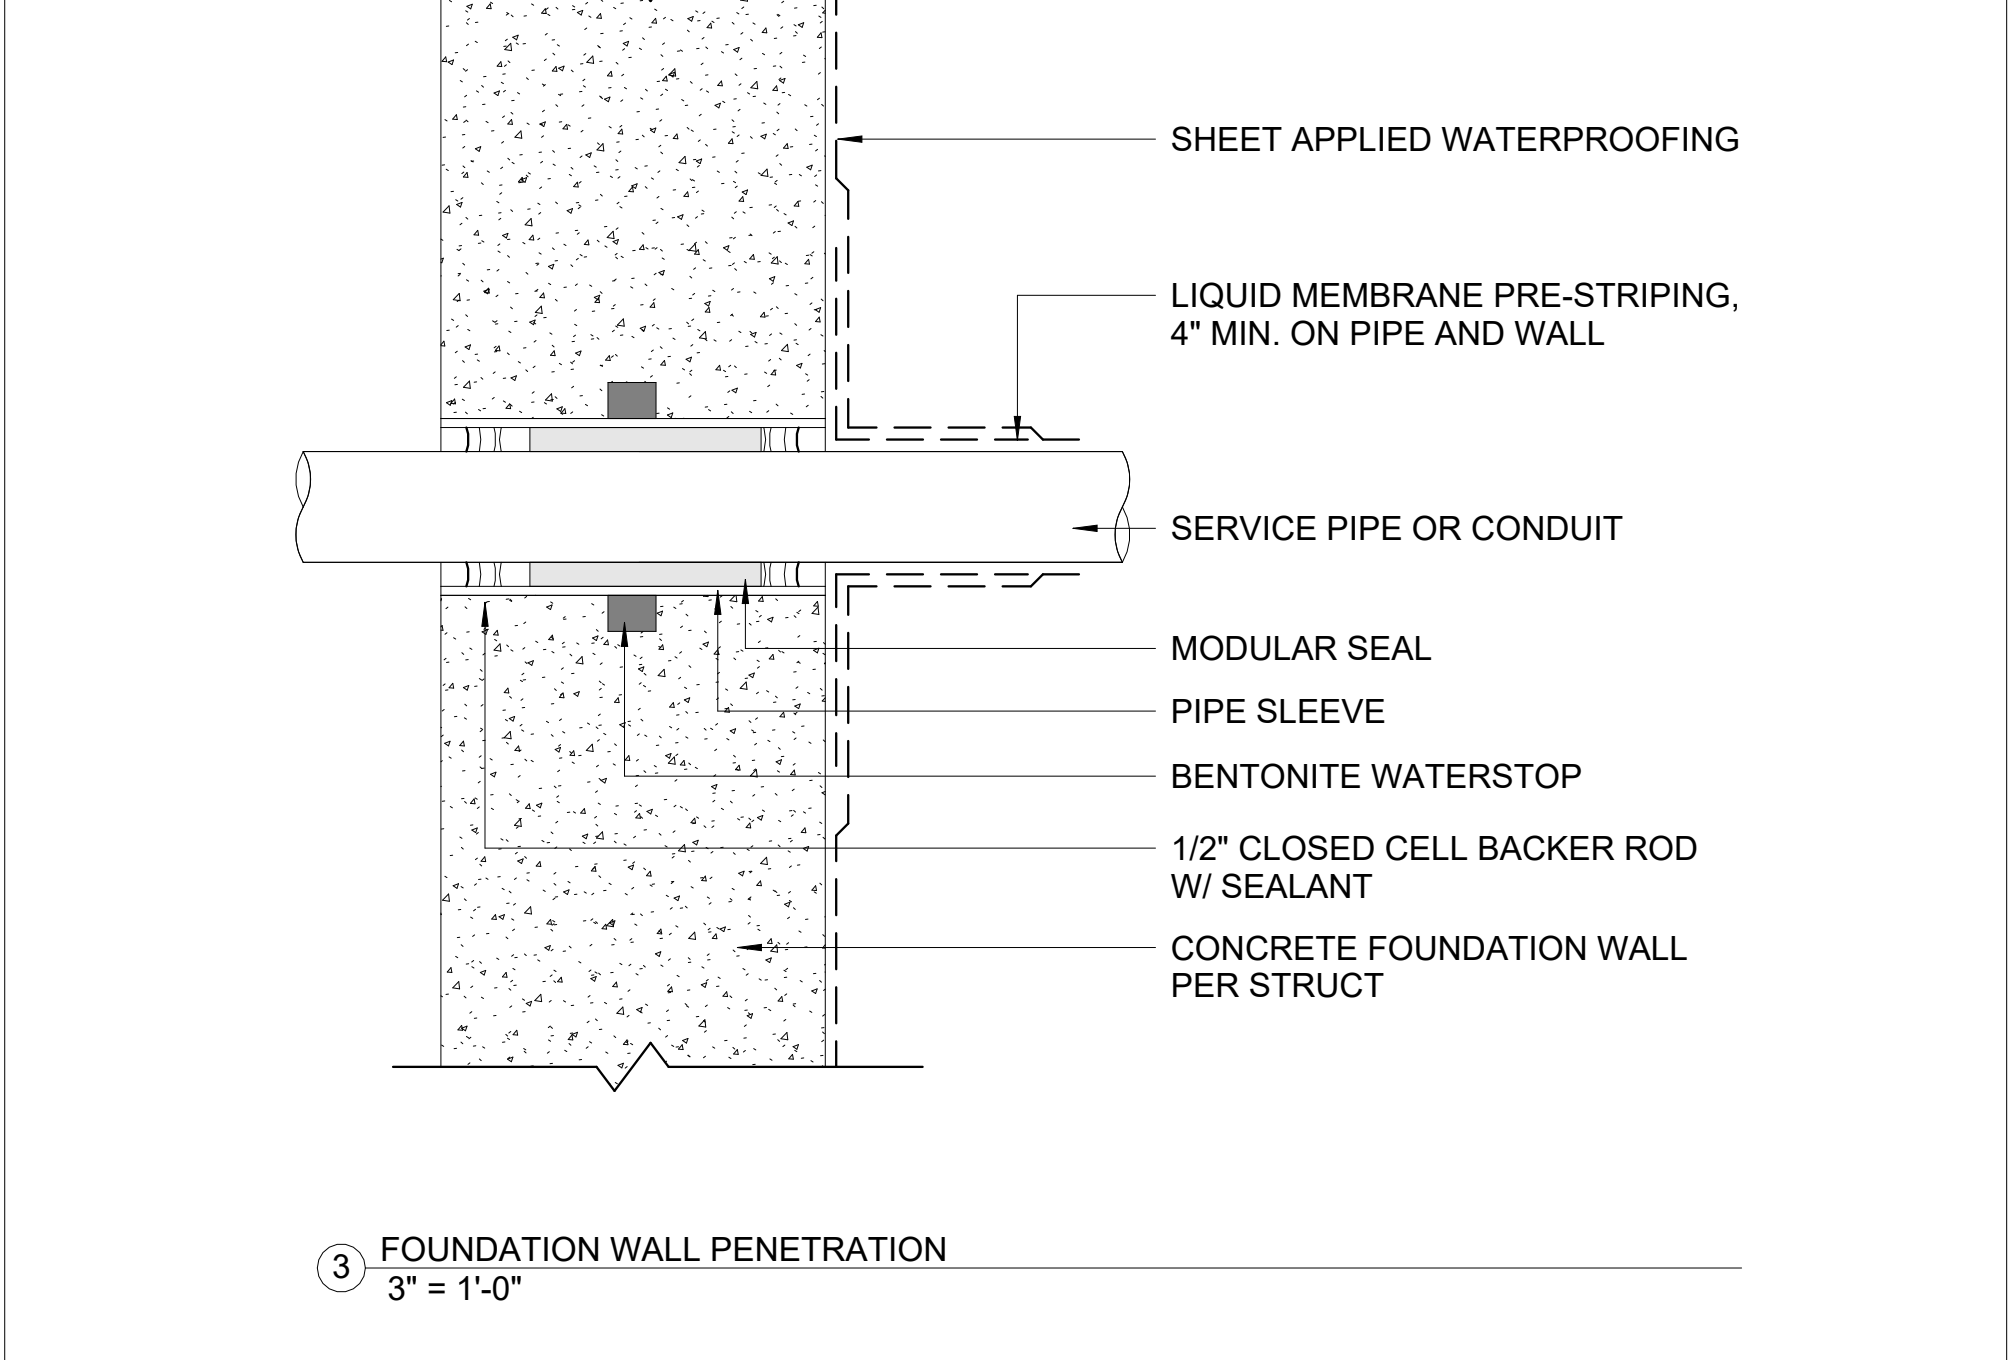 SHEET APPLIED WATERPROOFING
LIQUID MEMBRANE PRE-STRIPING,
4" MIN. ON PIPE AND WALL
SERVICE PIPE OR CONDUIT
MODULAR SEAL
PIPE SLEEVE
BENTONITE WATERSTOP
1/2" CLOSED CELL BACKER ROD
W/ SEALANT
CONCRETE FOUNDATION WALL
PER STRUCT
3 FOUNDATION WALL PENETRATION
3" = 1'-0"